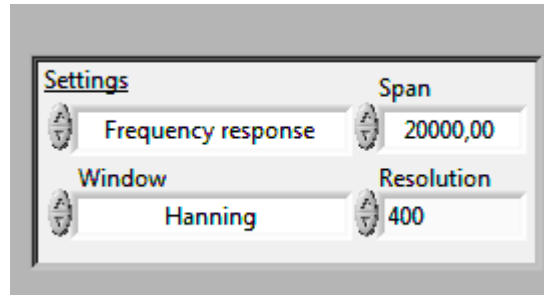 Settings
Span
Frequency response
20000,00
Window
Resolution
Hanning
400